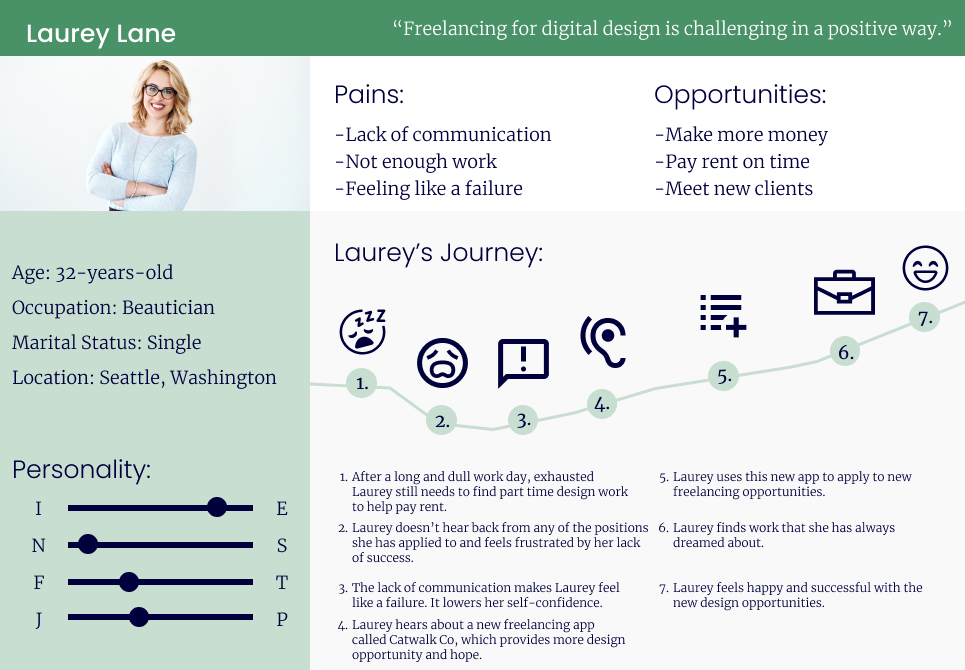 Laurey Lane
“Freelancing for digital design is challenging in a positive way.”
Pains:
-Lack of communication
-Not enough work
-Feeling like a failure
Opportunities:
-Make more money
-Pay rent on time
-Meet new clients
Age: 32-years-old
Occupation: Beautician
Marital Status: Single
Location: Seattle, Washington
Personality:
I E
N S
F T
J P
Laurey’s Journey:
z z z
1.
2.
3.
4.
5.
6.
7.
1. After a long and dull work day, exhausted
Laurey still needs to find part time design work
to help pay rent.
2. Laurey doesn’t hear back from any of the positions
she has applied to and feels frustrated by her lack
of success.
3. The lack of communication makes Laurey feel
like a failure. It lowers her self-confidence.
4. Laurey hears about a new freelancing app
called Catwalk Co, which provides more design
opportunity and hope.
5. Laurey uses this new app to apply to new
freelancing opportunities.
6. Laurey finds work that she has always
dreamed about.
7. Laurey feels happy and successful with the
new design opportunities.